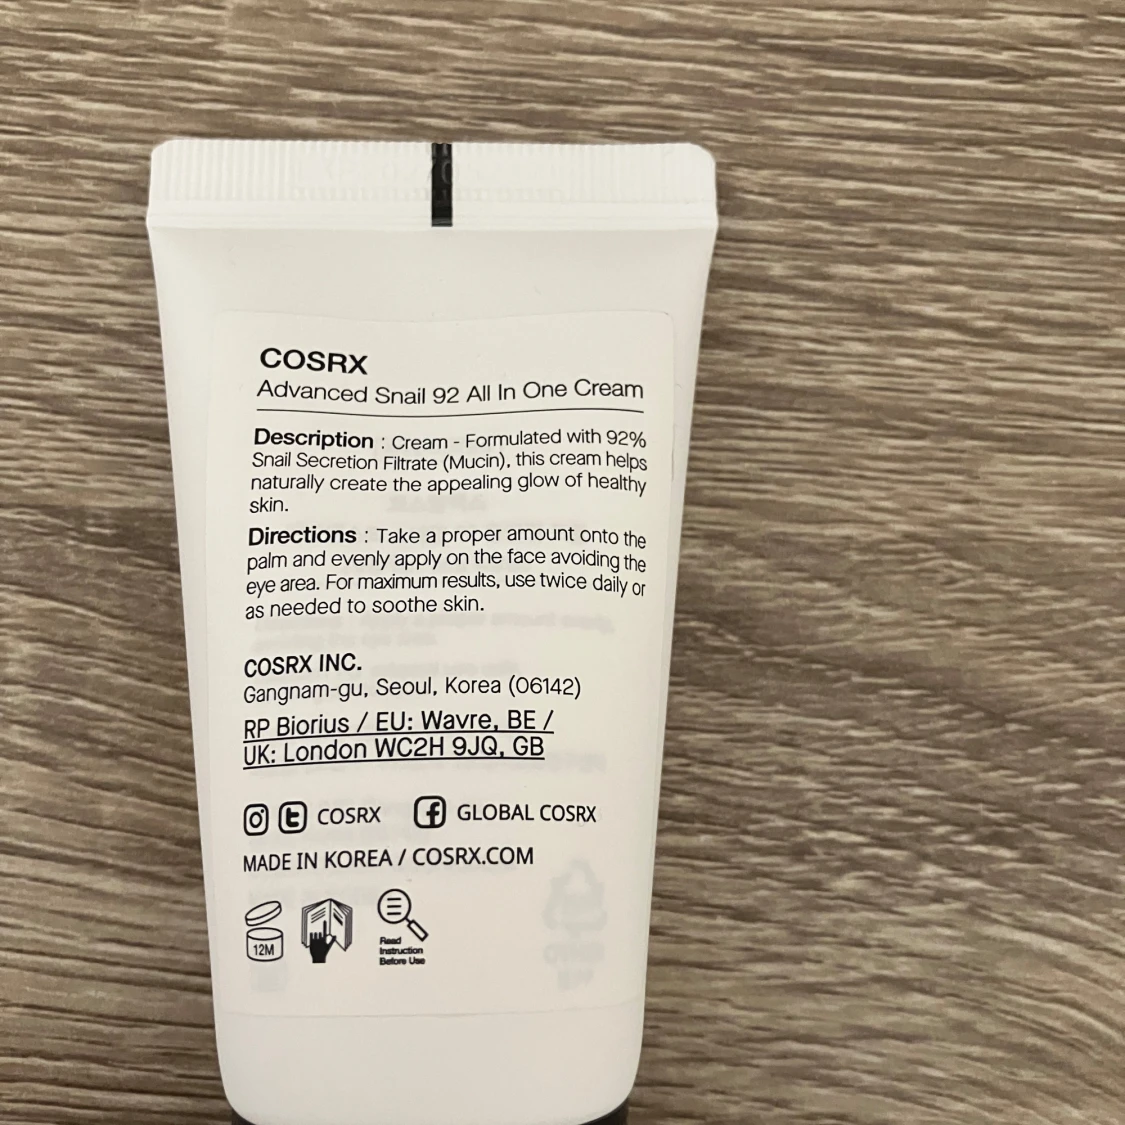 COSRX
Advanced Snail 92 All In One Cream
Description : Cream - Formulated with 92%
Snail Secretion Filtrate (Mucin), this cream helps
naturally create the appealing glow of healthy
skin.
Directions : Take a proper amount onto the
palm and evenly apply on the face avoiding the
eye area. For maximum results, use twice daily or
as needed to soothe skin.
COSRX INC.
Gangnam-gu, Seoul, Korea (06142)
RP Biorius / EU: Wavre, BE /
UK: London WC2H 9JQ, GB
COSRX GLOBAL COSRX
MADE IN KOREA / COSRX.COM
12M
Read
Instruction
Before Use